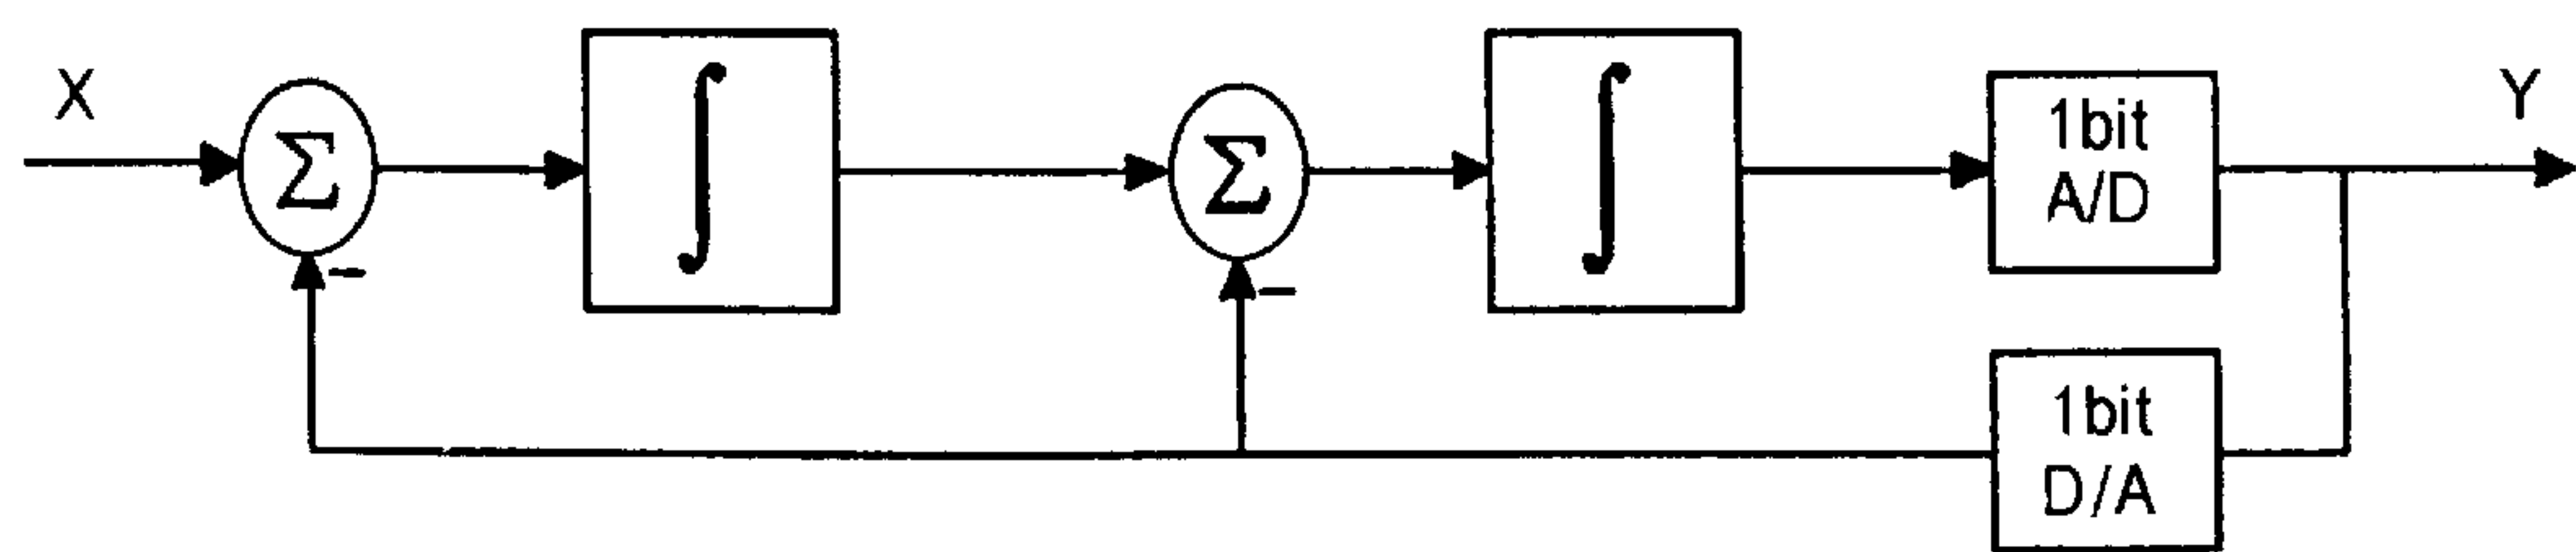 X
Σ
∫
Σ
∫
1bit
A/D
Y
-
-
1bit
D/A